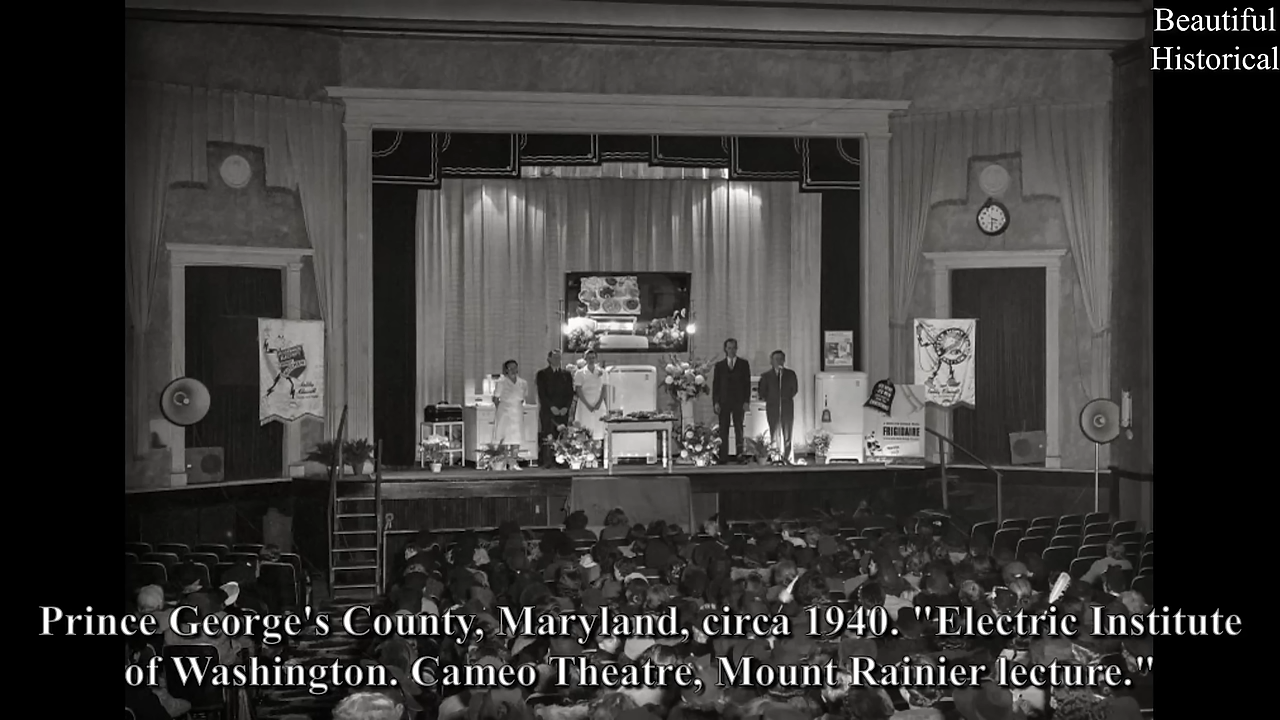 Beautiful
Historical
FRIGIDAIRE
Prince George's County, Maryland, circa 1940. "Electric Institute
of Washington. Cameo Theatre, Mount Rainier lecture."